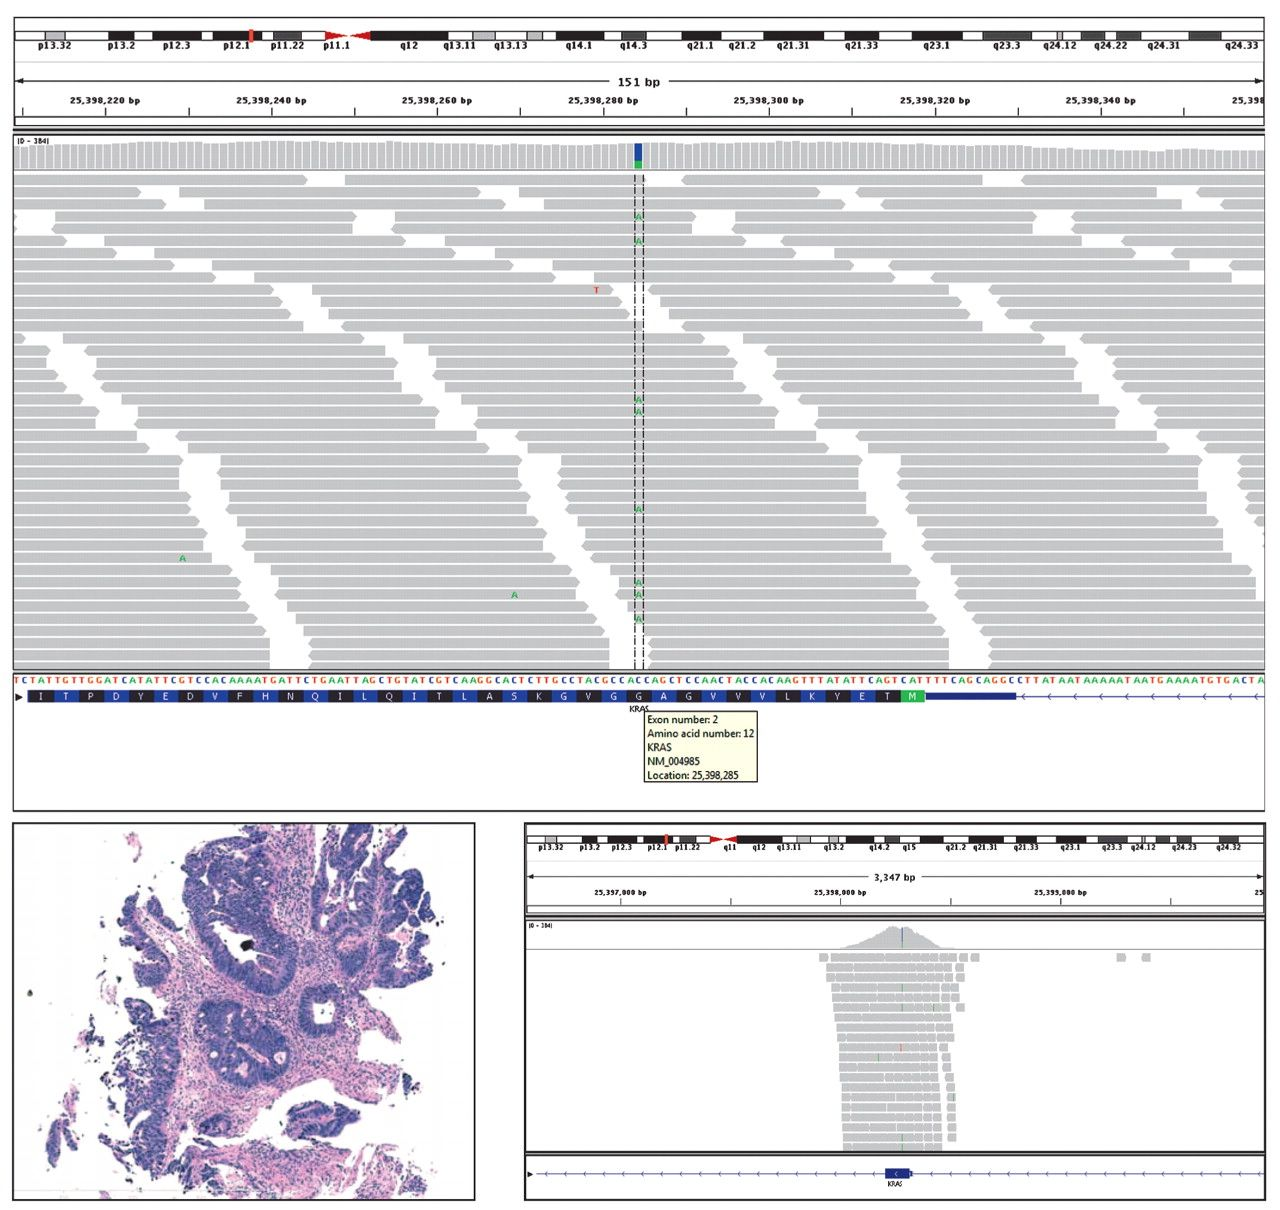 p13.32 p13.2 p12.3 p12.1 p11.22 p11.1 q12 q13.11 q13.13 q14.1 q14.3 q21.1 q21.2 q21.31 q21.33 q23.1 q23.3 q24.12 q24.22 q24.31 q24.33
151 bp
25,398,220 bp 25,398,240 bp 25,398,260 bp 25,398,280 bp 25,398,300 bp 25,398,320 bp 25,398,340 bp 25,398
[0 - 384]
A
A
T
A
A
A
A
A
A A
A
TCTATTGTTGGATCATATTCGTCCACAAAATGATTCTGAATTAGCTGTATCGTCAAGGCACTCTTGCCTACGCCACCAGCTCCAACTACCACAAGTTTATATTCAGTCATTTTCAGCAGGCCTTATAATAAAAATAATGAAAATGTGACTA
I T P D Y E D V F H N Q I L Q I T L A S K G V G G A G V V V L K Y E T M
KRAS
Exon number: 2
Amino acid number: 12
KRAS
NM_004985
Location: 25,398,285
p13.32 p13.2 p12.3 p12.1 p11.22 q11 q12 q13.11 q13.2 q14.2 q15 q21.2 q21.31 q21.33 q23.1 q23.3 q24.12 q24.23 q24.32
3,347 bp
25,397,000 bp 25,398,000 bp 25,399,000 bp 25
[0 - 384]
KRAS